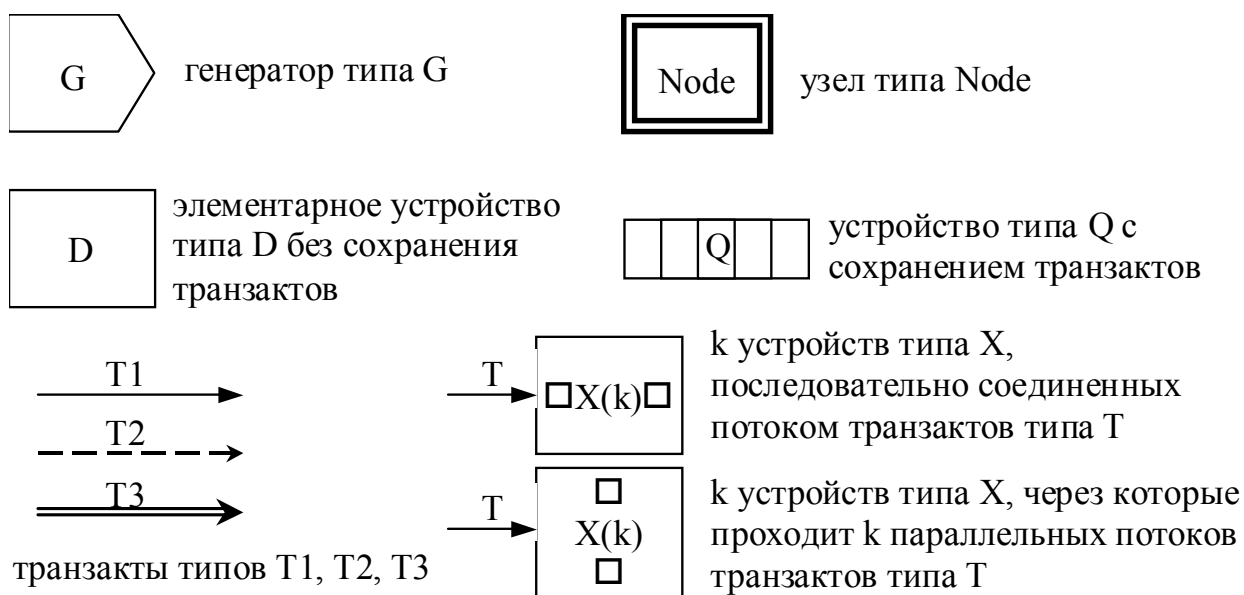 G
генератор типа G
Node
узел типа Node
D
элементарное устройство
типа D без сохранения
транзактов
Q
устройство типа Q с
сохранением транзактов
T1
T2
T3
транзакты типов T1, T2, T3
T
X(k)
k устройств типа X,
последовательно соединенных
потоком транзактов типа T
T
X(k)
k устройств типа X, через которые
проходит k параллельных потоков
транзактов типа T